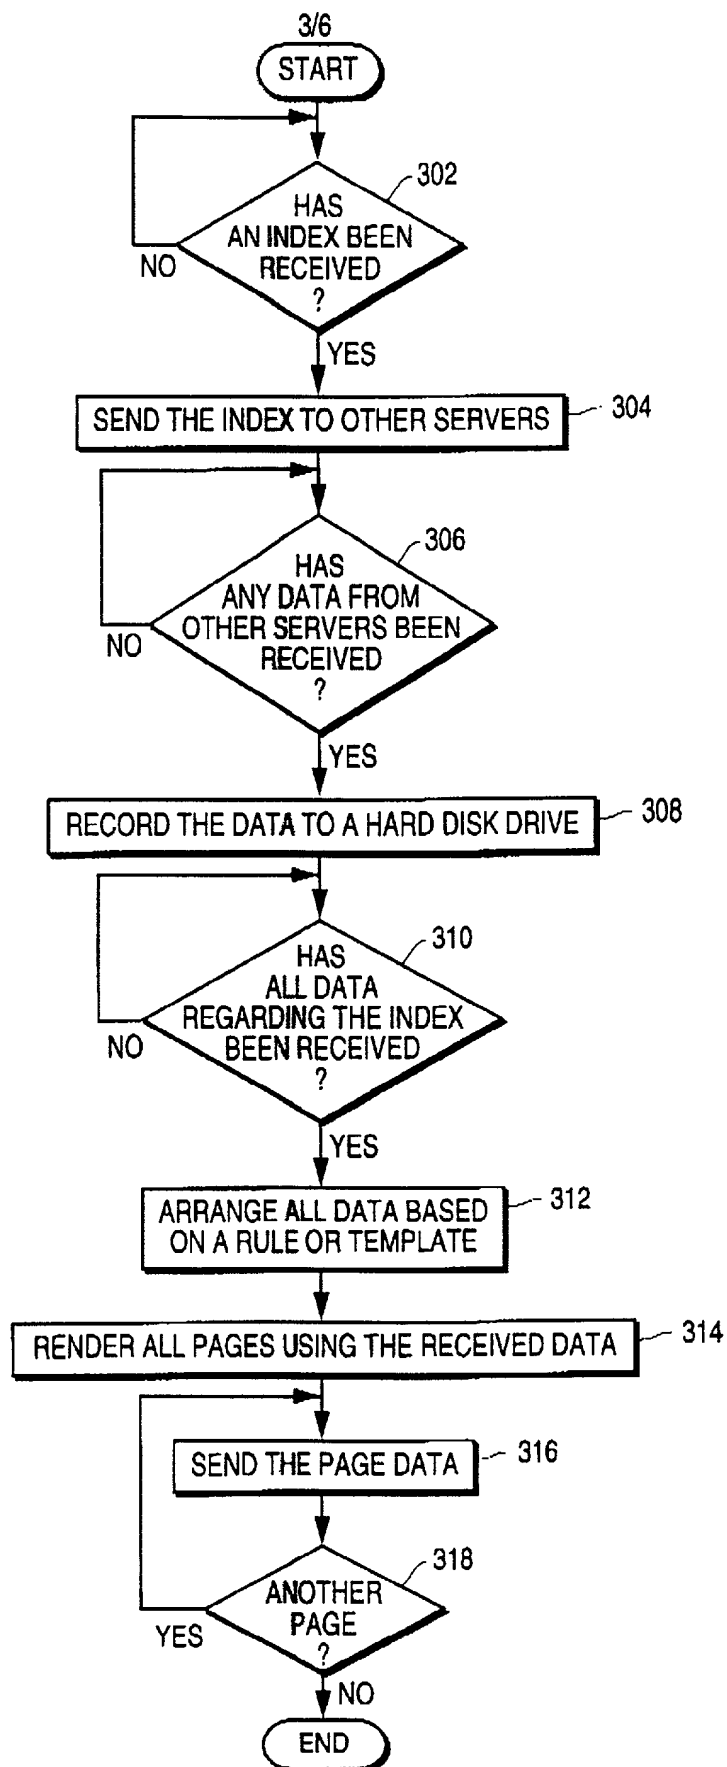 3/6
START
302
HAS
AN INDEX BEEN
RECEIVED
?
NO
YES
SEND THE INDEX TO OTHER SERVERS
304
306
HAS
ANY DATA FROM
OTHER SERVERS BEEN
RECEIVED
?
NO
YES
RECORD THE DATA TO A HARD DISK DRIVE
308
310
HAS
ALL DATA
REGARDING THE INDEX
BEEN RECEIVED
?
NO
YES
ARRANGE ALL DATA BASED
ON A RULE OR TEMPLATE
312
RENDER ALL PAGES USING THE RECEIVED DATA
314
SEND THE PAGE DATA
316
318
ANOTHER
PAGE
?
YES
NO
END